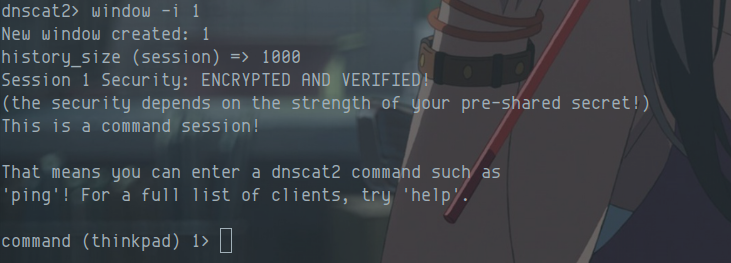 dnscat2> window -i 1
New window created: 1
history_size (session) => 1000
Session 1 Security: ENCRYPTED AND VERIFIED!
(the security depends on the strength of your pre-shared secret!)
This is a command session!
That means you can enter a dnscat2 command such as
'ping'! For a full list of clients, try 'help'.
command (thinkpad) 1>